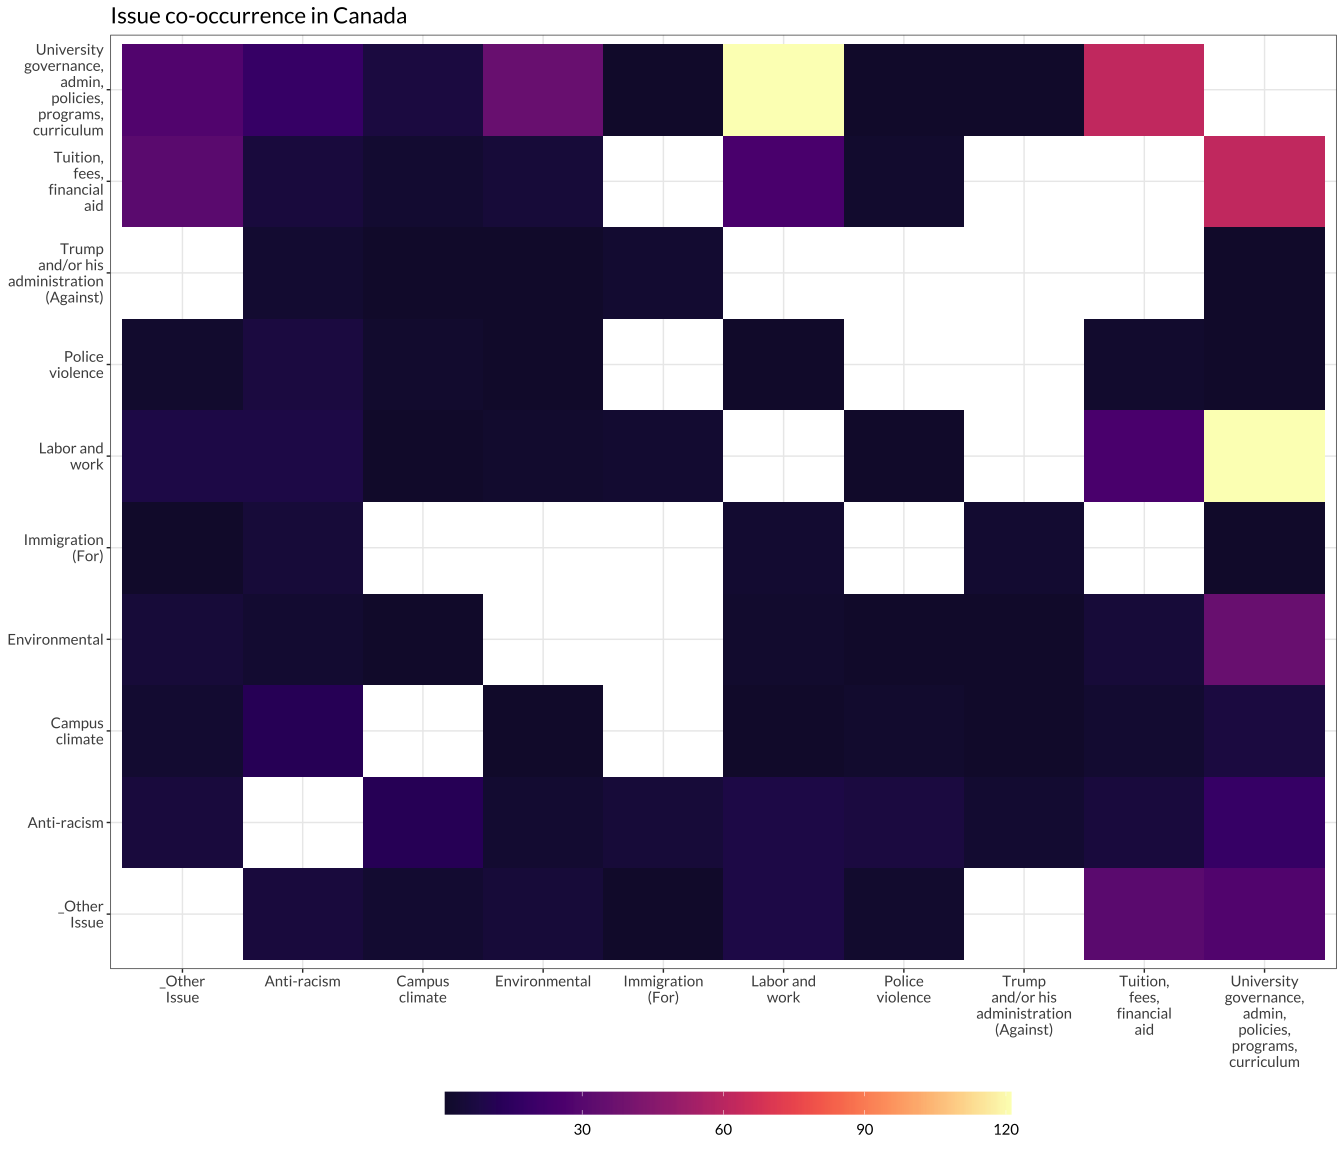 Issue co-occurrence in Canada
University
governance,
admin,
policies,
programs,
curriculum
Tuition,
fees,
financial
aid
Trump
and/or his
administration
(Against)
Police
violence
Labor and
work
Immigration
(For)
Environmental
Campus
climate
Anti-racism
_Other
Issue
_Other
Issue
Anti-racism
Campus
climate
Environmental
Immigration
(For)
Labor and
work
Police
violence
Trump
and/or his
administration
(Against)
Tuition,
fees,
financial
aid
University
governance,
admin,
policies,
programs,
curriculum
30 60 90 120